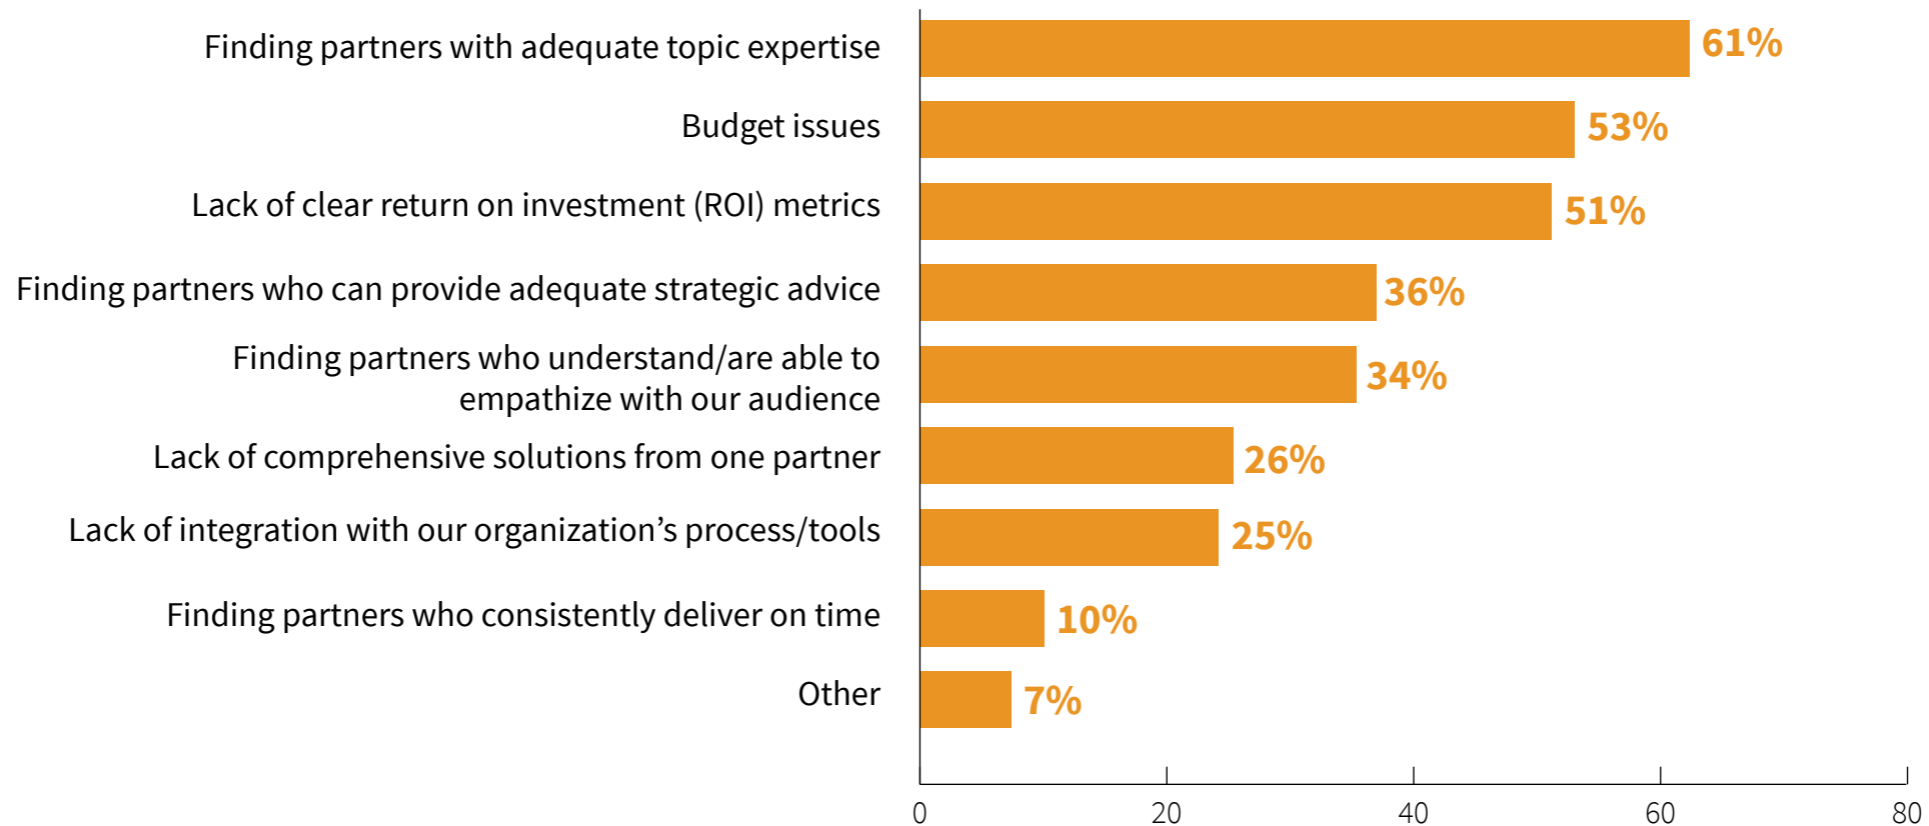 Finding partners with adequate topic expertise 61%
Budget issues 53%
Lack of clear return on investment (ROI) metrics 51%
Finding partners who can provide adequate strategic advice 36%
Finding partners who understand/are able to
empathize with our audience 34%
Lack of comprehensive solutions from one partner 26%
Lack of integration with our organization’s process/tools 25%
Finding partners who consistently deliver on time 10%
Other 7%
0 20 40 60 80